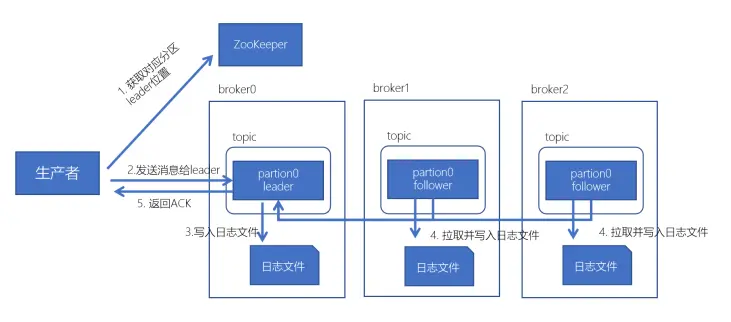 ZooKeeper
1. 获取对应分区
leader位置
broker0
broker1
broker2
topic
topic
topic
生产者
2.发送消息给leader
partion0
leader
partion0
follower
partion0
follower
5. 返回ACK
3.写入日志文件
4. 拉取并写入日志文件
4. 拉取并写入日志文件
日志文件
日志文件
日志文件